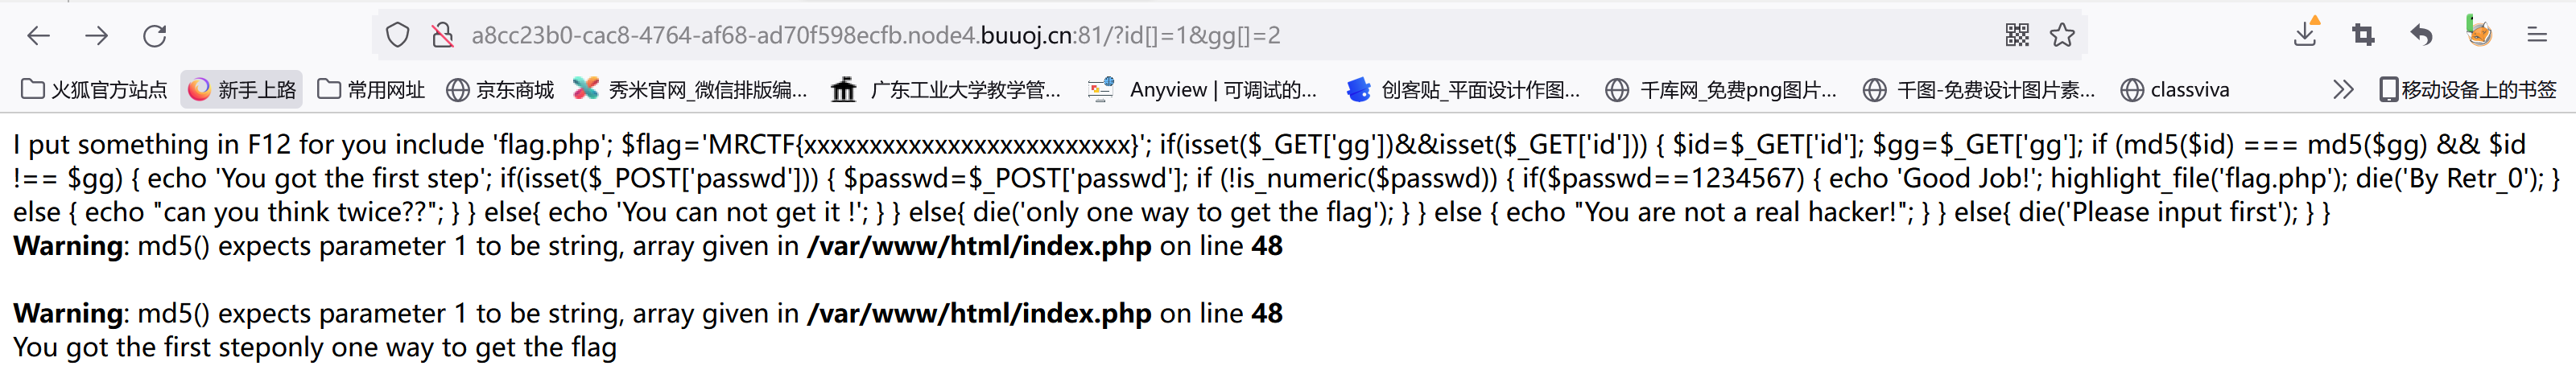 a8cc23b0-cac8-4764-af68-ad70f598ecfb.node4.buuoj.cn:81/?id[]=1&gg[]=2
火狐官方站点 新手上路 常用网址 京东商城 秀米官网_微信排版编... 广东工业大学教学管... Anyview | 可调试的... 创客贴_平面设计作图... 千库网_免费png图片... 千图-免费设计图片素... classviva 移动设备上的书签
I put something in F12 for you include 'flag.php'; $flag='MRCTF{xxxxxxxxxxxxxxxxxxxxxxxxx}'; if(isset($_GET['gg'])&&isset($_GET['id'])) { $id=$_GET['id']; $gg=$_GET['gg']; if (md5($id) === md5($gg) && $id
!== $gg) { echo 'You got the first step'; if(isset($_POST['passwd'])) { $passwd=$_POST['passwd']; if (!is_numeric($passwd)) { if($passwd==1234567) { echo 'Good Job!'; highlight_file('flag.php'); die('By Retr_0'); }
else { echo "can you think twice??"; } } else{ echo 'You can not get it !'; } } else{ die('only one way to get the flag'); } } else { echo "You are not a real hacker!"; } } else{ die('Please input first'); } }
Warning: md5() expects parameter 1 to be string, array given in /var/www/html/index.php on line 48
Warning: md5() expects parameter 1 to be string, array given in /var/www/html/index.php on line 48
You got the first steponly one way to get the flag